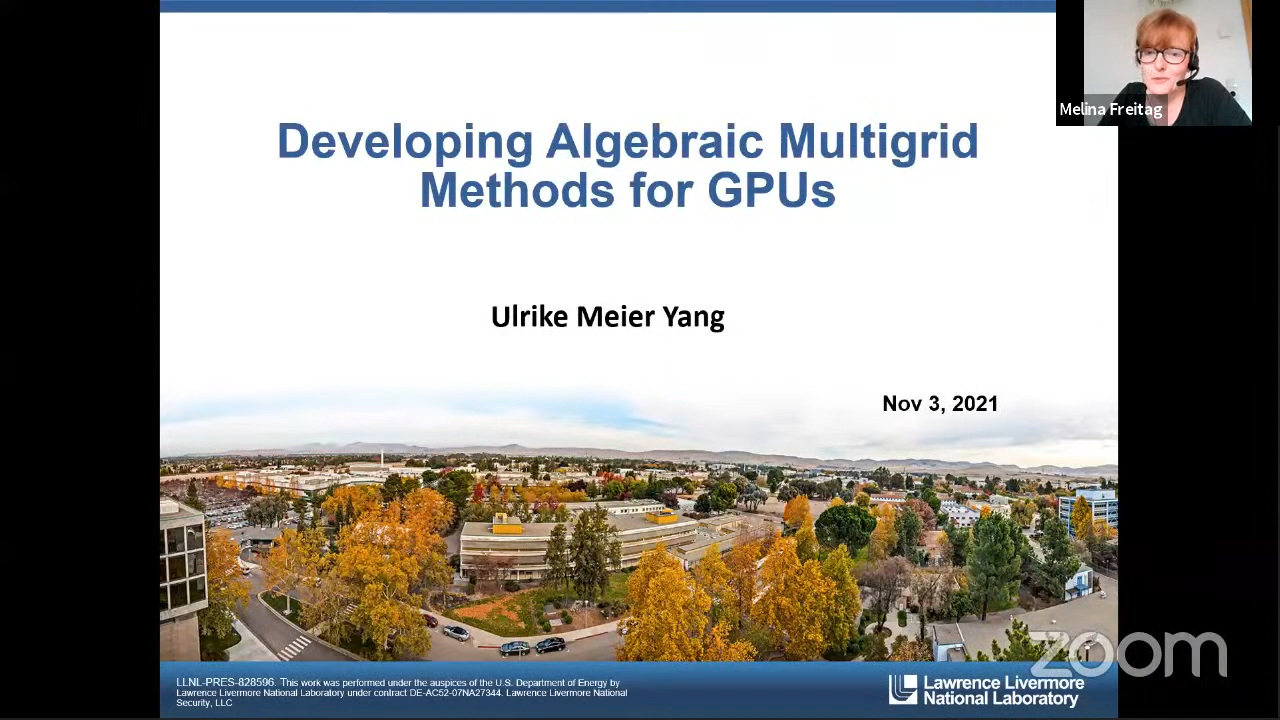 Melina Freitag
Developing Algebraic Multigrid
Methods for GPUs
Ulrike Meier Yang
Nov 3, 2021
zoom
LLNL-PRES-828596. This work was performed under the auspices of the U.S. Department of Energy by
Lawrence Livermore National Laboratory under contract DE-AC52-07NA27344. Lawrence Livermore National
Security, LLC
Lawrence Livermore
National Laboratory